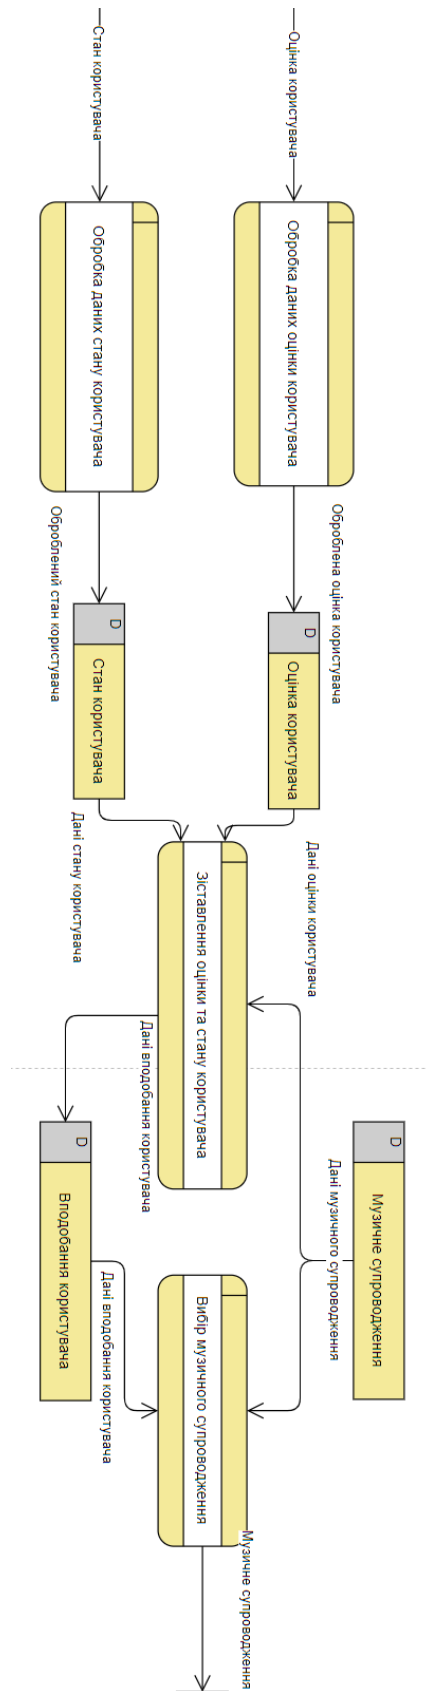 Оцінка користувача
Стан користувача
Обробка даних оцінки користувача
Обробка даних стану користувача
Оброблена оцінка користувача
Оброблений стан користувача
D
Оцінка користувача
D
Стан користувача
Дані оцінки користувача
Дані стану користувача
Зіставлення оцінки та стану користувача
Дані вподобання користувача
D
Музичне супроводження
Дані музичного супроводження
D
Вподобання користувача
Дані вподобання користувача
Вибір музичного супроводження
Музичне супроводження